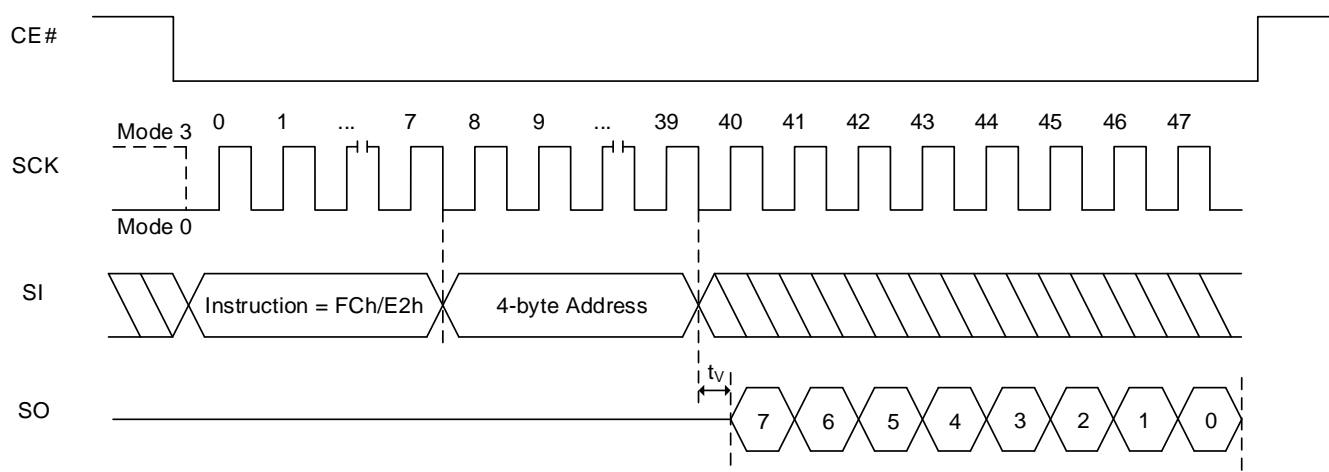 CE#
0 1 ... 7 8 9 ... 39 40 41 42 43 44 45 46 47
Mode 3
SCK
Mode 0
SI
Instruction = FCh/E2h
4-byte Address
tV
SO
7 6 5 4 3 2 1 0